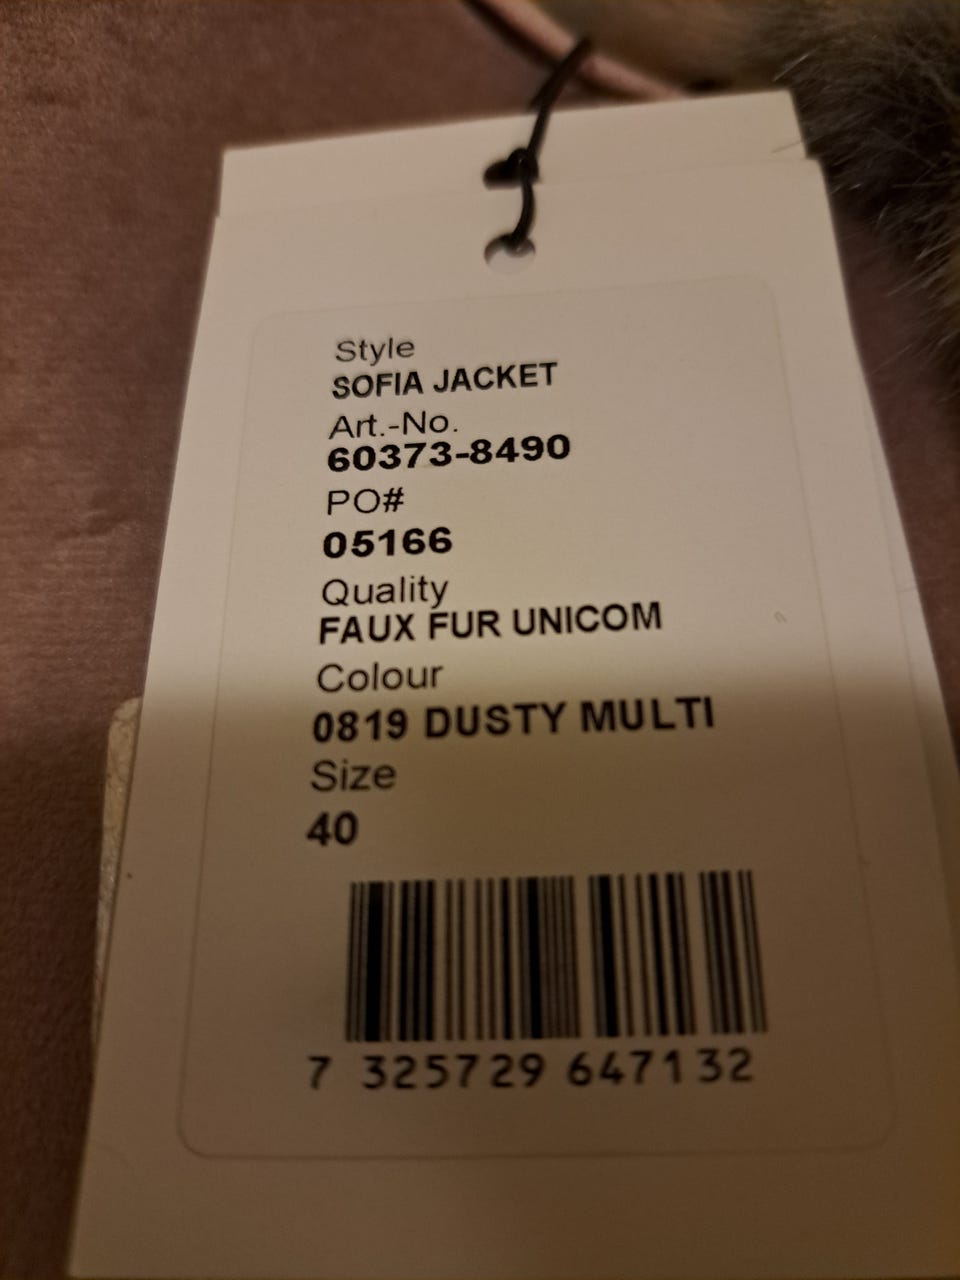 Style
SOFIA JACKET
Art.-No.
60373-8490
PO#
05166
Quality
FAUX FUR UNICOM
Colour
0819 DUSTY MULTI
Size
40
7 325729 647132